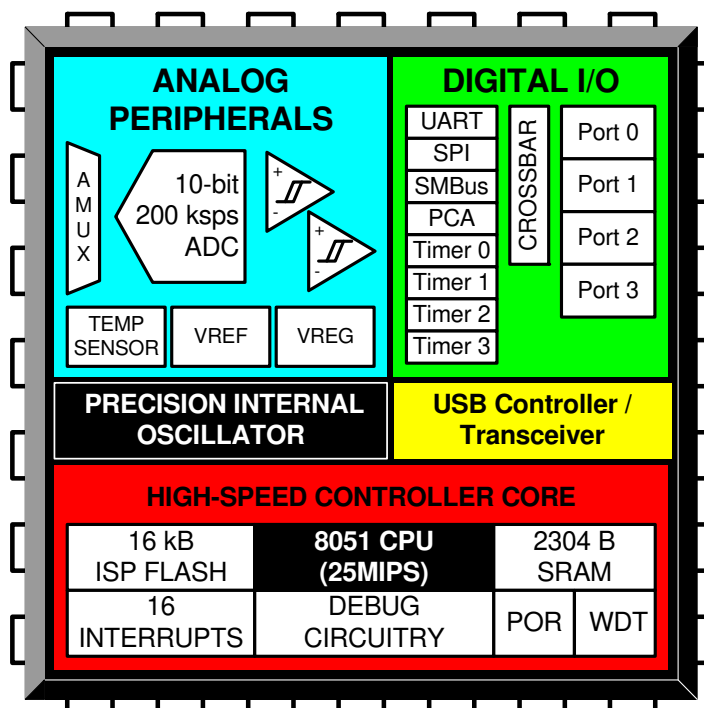 ANALOG
PERIPHERALS
A
M
U
X
10-bit
200 ksps
ADC
+
-
+
-
TEMP
SENSOR
VREF
VREG
DIGITAL I/O
UART
SPI
SMBus
PCA
Timer 0
Timer 1
Timer 2
Timer 3
CROSSBAR
Port 0
Port 1
Port 2
Port 3
PRECISION INTERNAL
OSCILLATOR
USB Controller /
Transceiver
HIGH-SPEED CONTROLLER CORE
16 kB
ISP FLASH
8051 CPU
(25MIPS)
2304 B
SRAM
16
INTERRUPTS
DEBUG
CIRCUITRY
POR
WDT